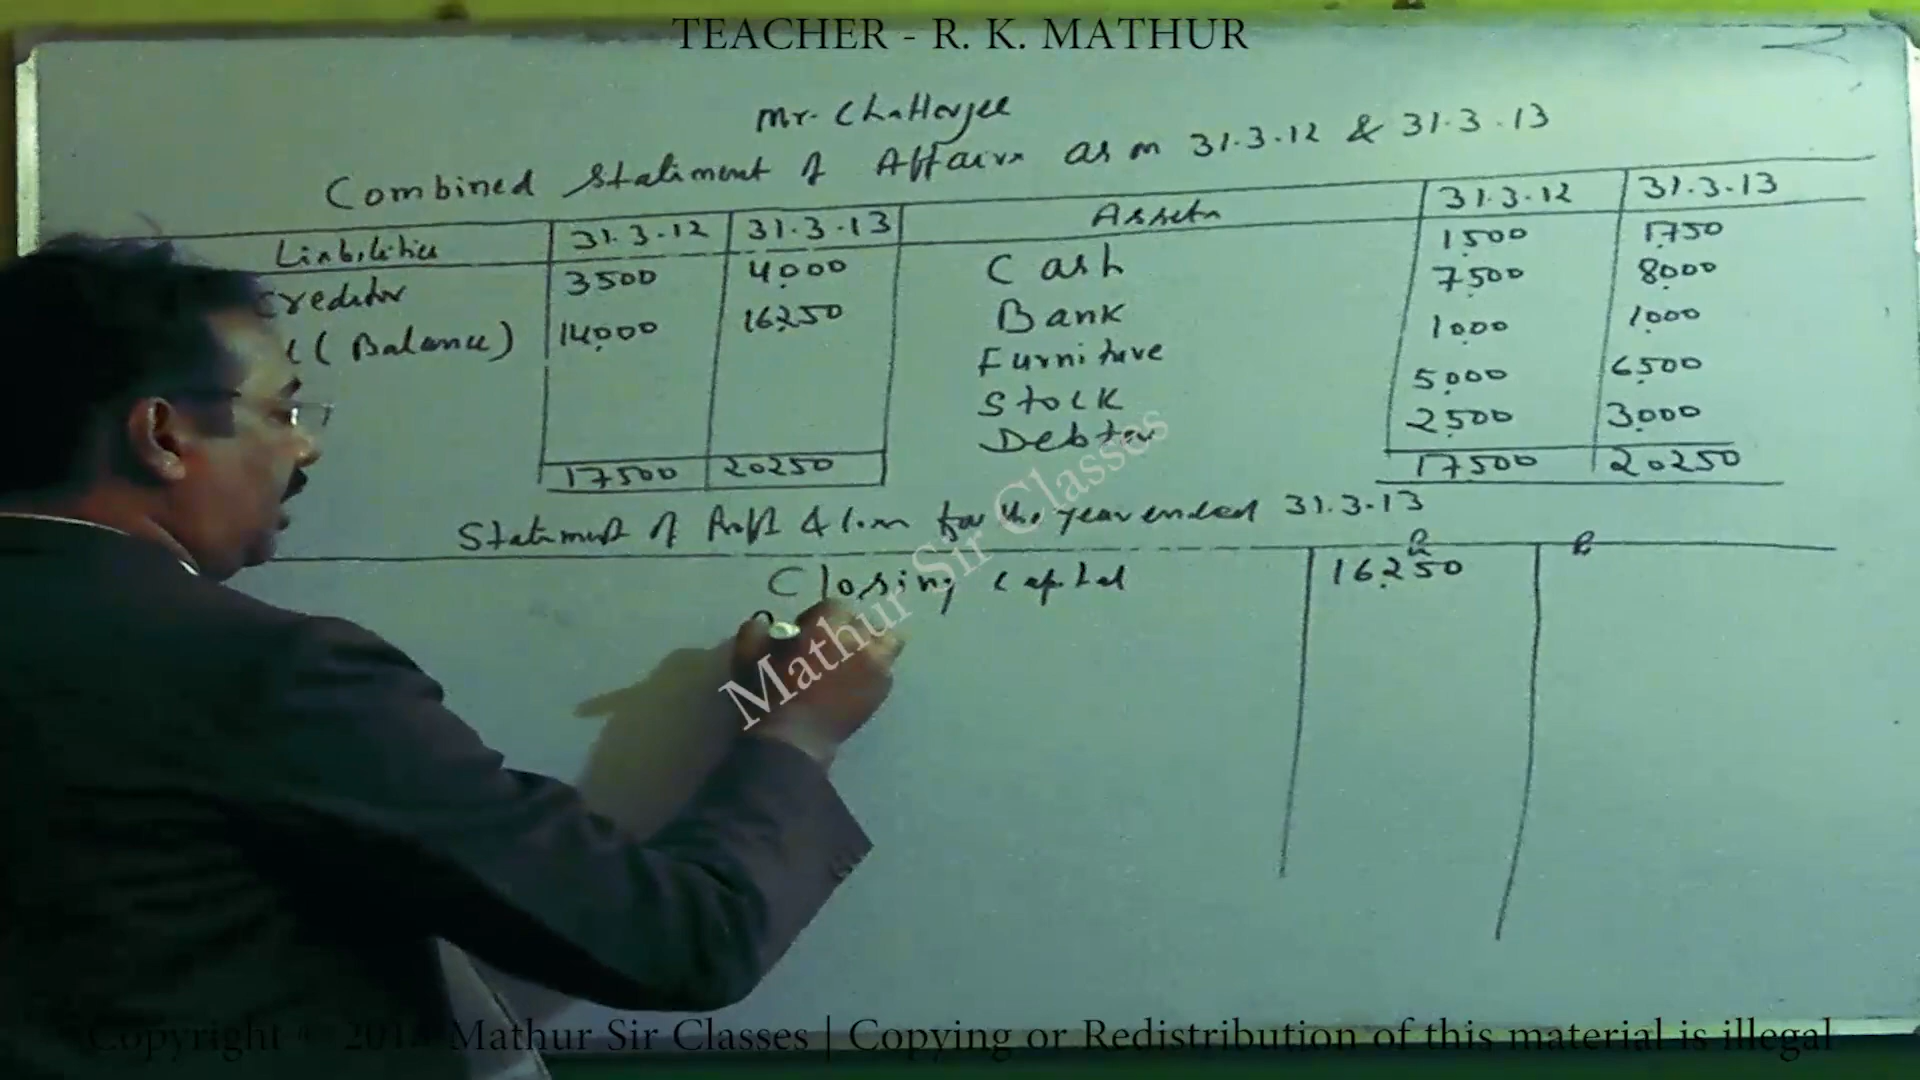 TEACHER - R. K. MATHUR
Mr. Chatterjee
Combined Statement of Affairs as on 31.3.12 & 31.3.13
Liabilities 31.3.12 31.3.13 Assets 31.3.12 31.3.13
Creditor 3500 4000 Cash 1500 1750
(Balance) 14000 16250 Bank 7500 8000
Furniture 1000 1000
Stock 5000 6500
Debtor 2500 3000
17500 20250 17500 20250
Statement of Profit & loss for the year ended 31.3.13
Closing capital 16250
Mathur Sir Classes
Copyright Mathur Sir Classes | Copying or Redistribution of this material is illegal